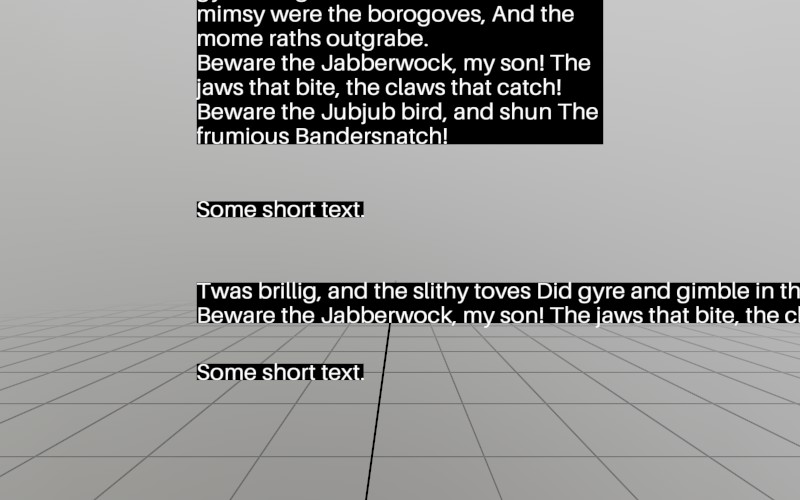 mimsy were the borogoves, And the
mome raths outgrabe.
Beware the Jabberwock, my son! The
jaws that bite, the claws that catch!
Beware the Jubjub bird, and shun The
frumious Bandersnatch!
Some short text.
Twas brillig, and the slithy toves Did gyre and gimble in th
Beware the Jabberwock, my son! The jaws that bite, the cl
Some short text.